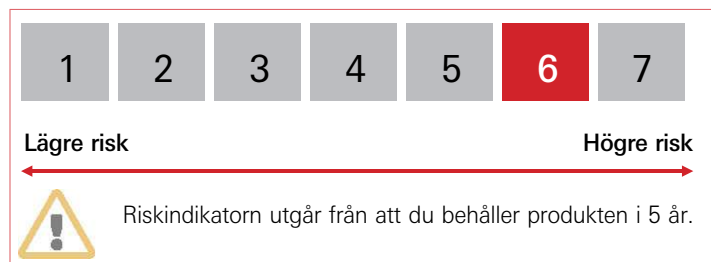 1 2 3 4 5 6 7
Lägre risk Högre risk
Riskindikatorn utgår från att du behåller produkten i 5 år.